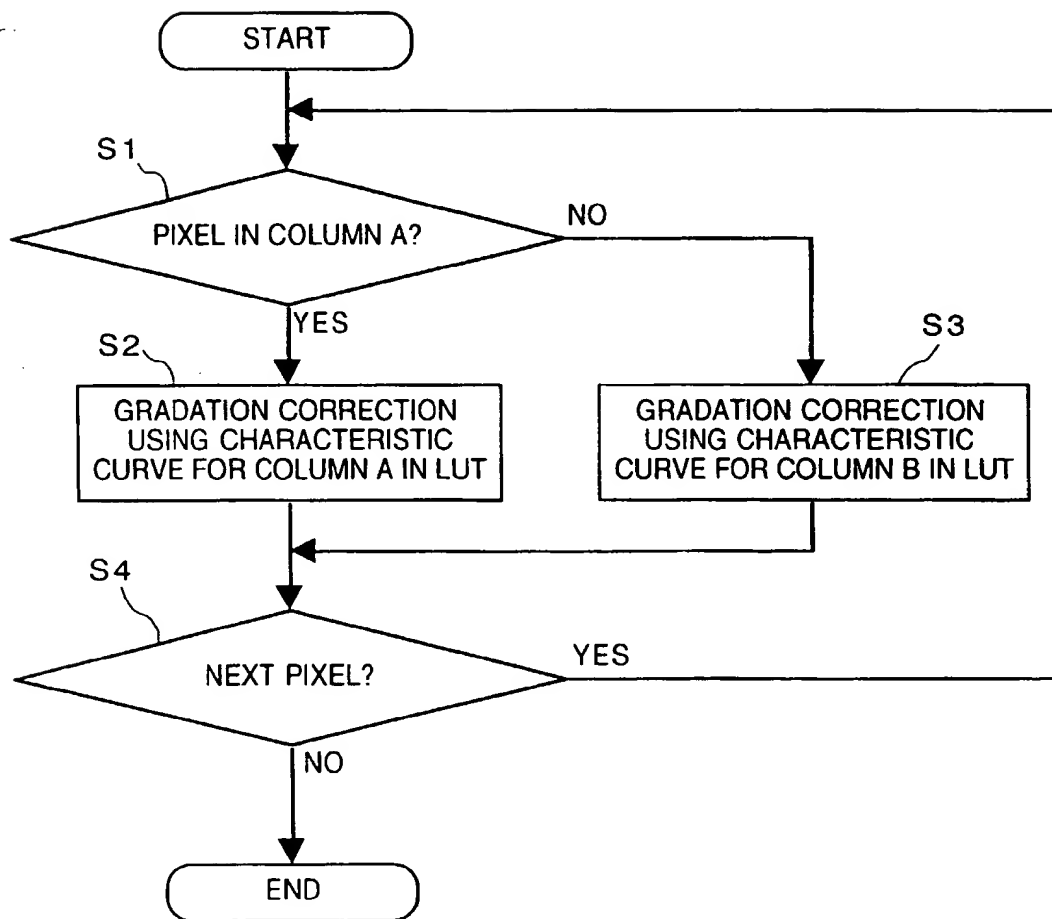 START
S1
PIXEL IN COLUMN A?
NO
YES
S2
GRADATION CORRECTION
USING CHARACTERISTIC
CURVE FOR COLUMN A IN LUT
S3
GRADATION CORRECTION
USING CHARACTERISTIC
CURVE FOR COLUMN B IN LUT
S4
NEXT PIXEL?
YES
NO
END